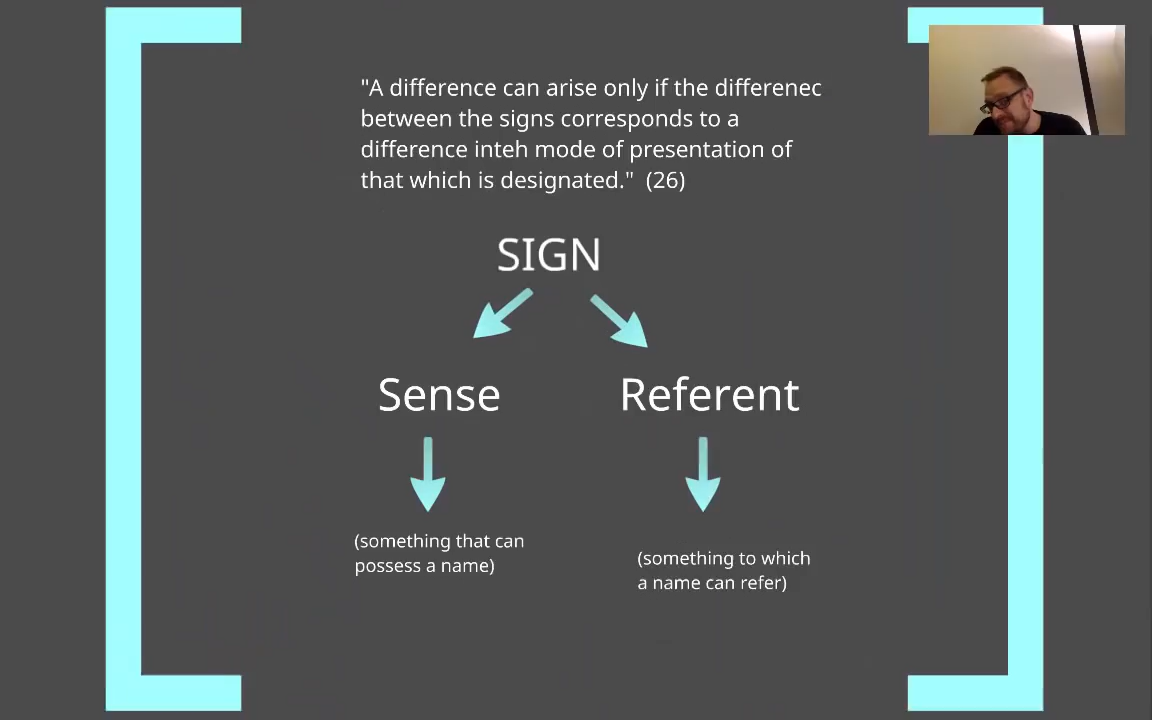 "A difference can arise only if the differenec
between the signs corresponds to a
difference inteh mode of presentation of
that which is designated." (26)
SIGN
Sense
Referent
(something that can
possess a name)
(something to which
a name can refer)